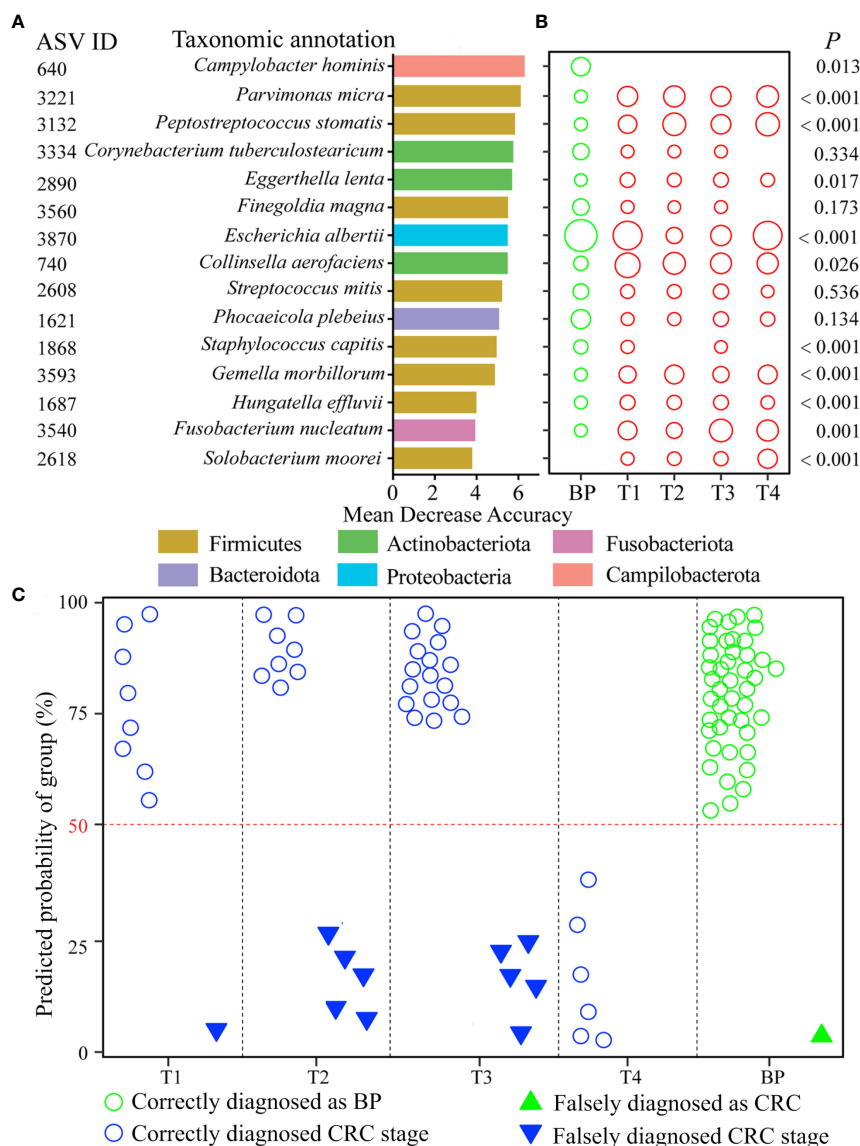 A
B
ASV ID Taxonomic annotation P
640 Campylobacter hominis 0.013
3221 Parvimonas micra < 0.001
3132 Peptostreptococcus stomatis < 0.001
3334 Corynebacterium tuberculostearicum 0.334
2890 Eggerthella lenta 0.017
3560 Finegoldia magna 0.173
3870 Escherichia albertii < 0.001
740 Collinsella aerofaciens 0.026
2608 Streptococcus mitis 0.536
1621 Phocaeicola plebeius 0.134
1868 Staphylococcus capitis < 0.001
3593 Gemella morbillorum < 0.001
1687 Hungatella effluvii < 0.001
3540 Fusobacterium nucleatum 0.001
2618 Solobacterium moorei < 0.001
0 2 4 6 BP T1 T2 T3 T4
Mean Decrease Accuracy
Firmicutes Actinobacteriota Fusobacteriota
Bacteroidota Proteobacteria Campilobacterota
C
Predicted probability of group (%)
100
75
50
25
0
T1 T2 T3 T4 BP
Correctly diagnosed as BP Falsely diagnosed as CRC
Correctly diagnosed CRC stage Falsely diagnosed CRC stage